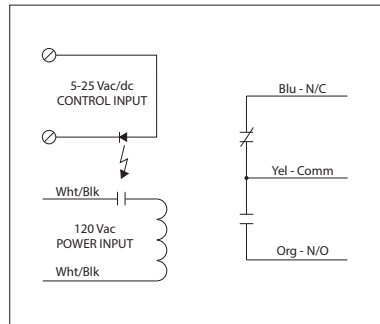 5-25 Vac/dc
CONTROL INPUT
Wht/Blk
120 Vac
POWER INPUT
Wht/Blk
Blu - N/C
Yel - Comm
Org - N/O